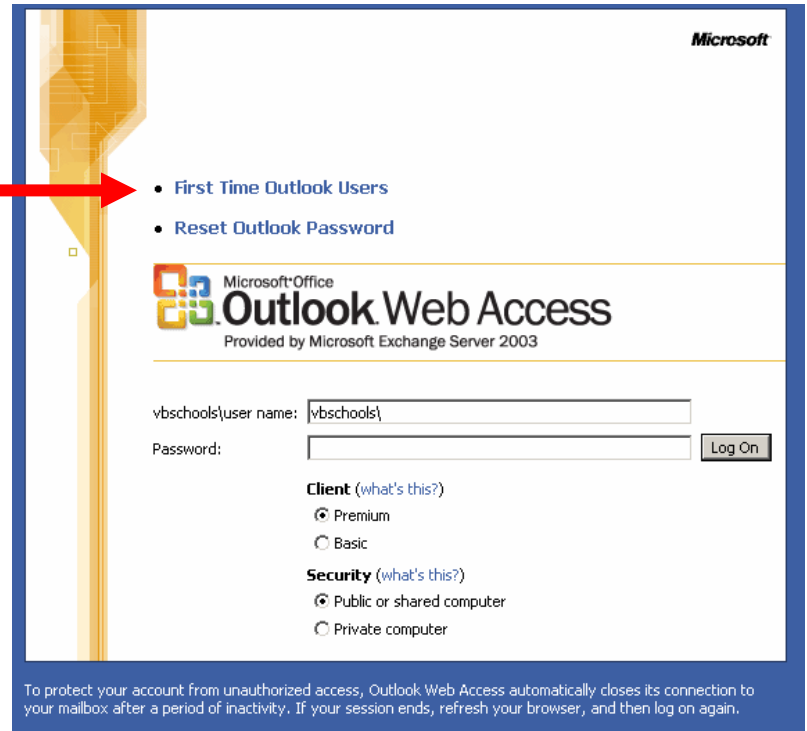 Microsoft
• First Time Outlook Users
• Reset Outlook Password
Microsoft® Office
Outlook Web Access
Provided by Microsoft Exchange Server 2003
vbschools\user name: vbschools\
Password: Log On
Client (what's this?)
Premium
Basic
Security (what's this?)
Public or shared computer
Private computer
To protect your account from unauthorized access, Outlook Web Access automatically closes its connection to
your mailbox after a period of inactivity. If your session ends, refresh your browser, and then log on again.